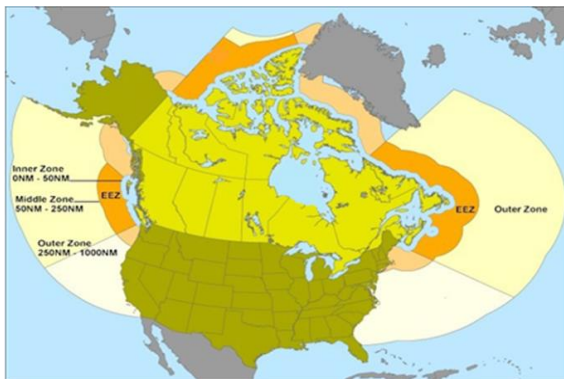 Inner Zone
0NM - 50NM
EEZ
Middle Zone
50NM - 250NM
Outer Zone
250NM - 1000NM
EEZ
Outer Zone